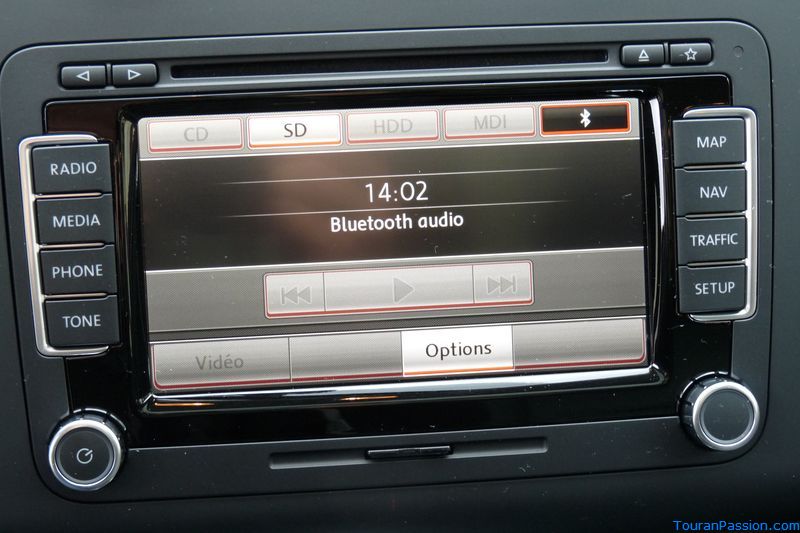 CD SD HDD MDI
RADIO
MEDIA
PHONE
TONE
14:02
Bluetooth audio
Vidéo Options
MAP
NAV
TRAFFIC
SETUP
TouranPassion.com